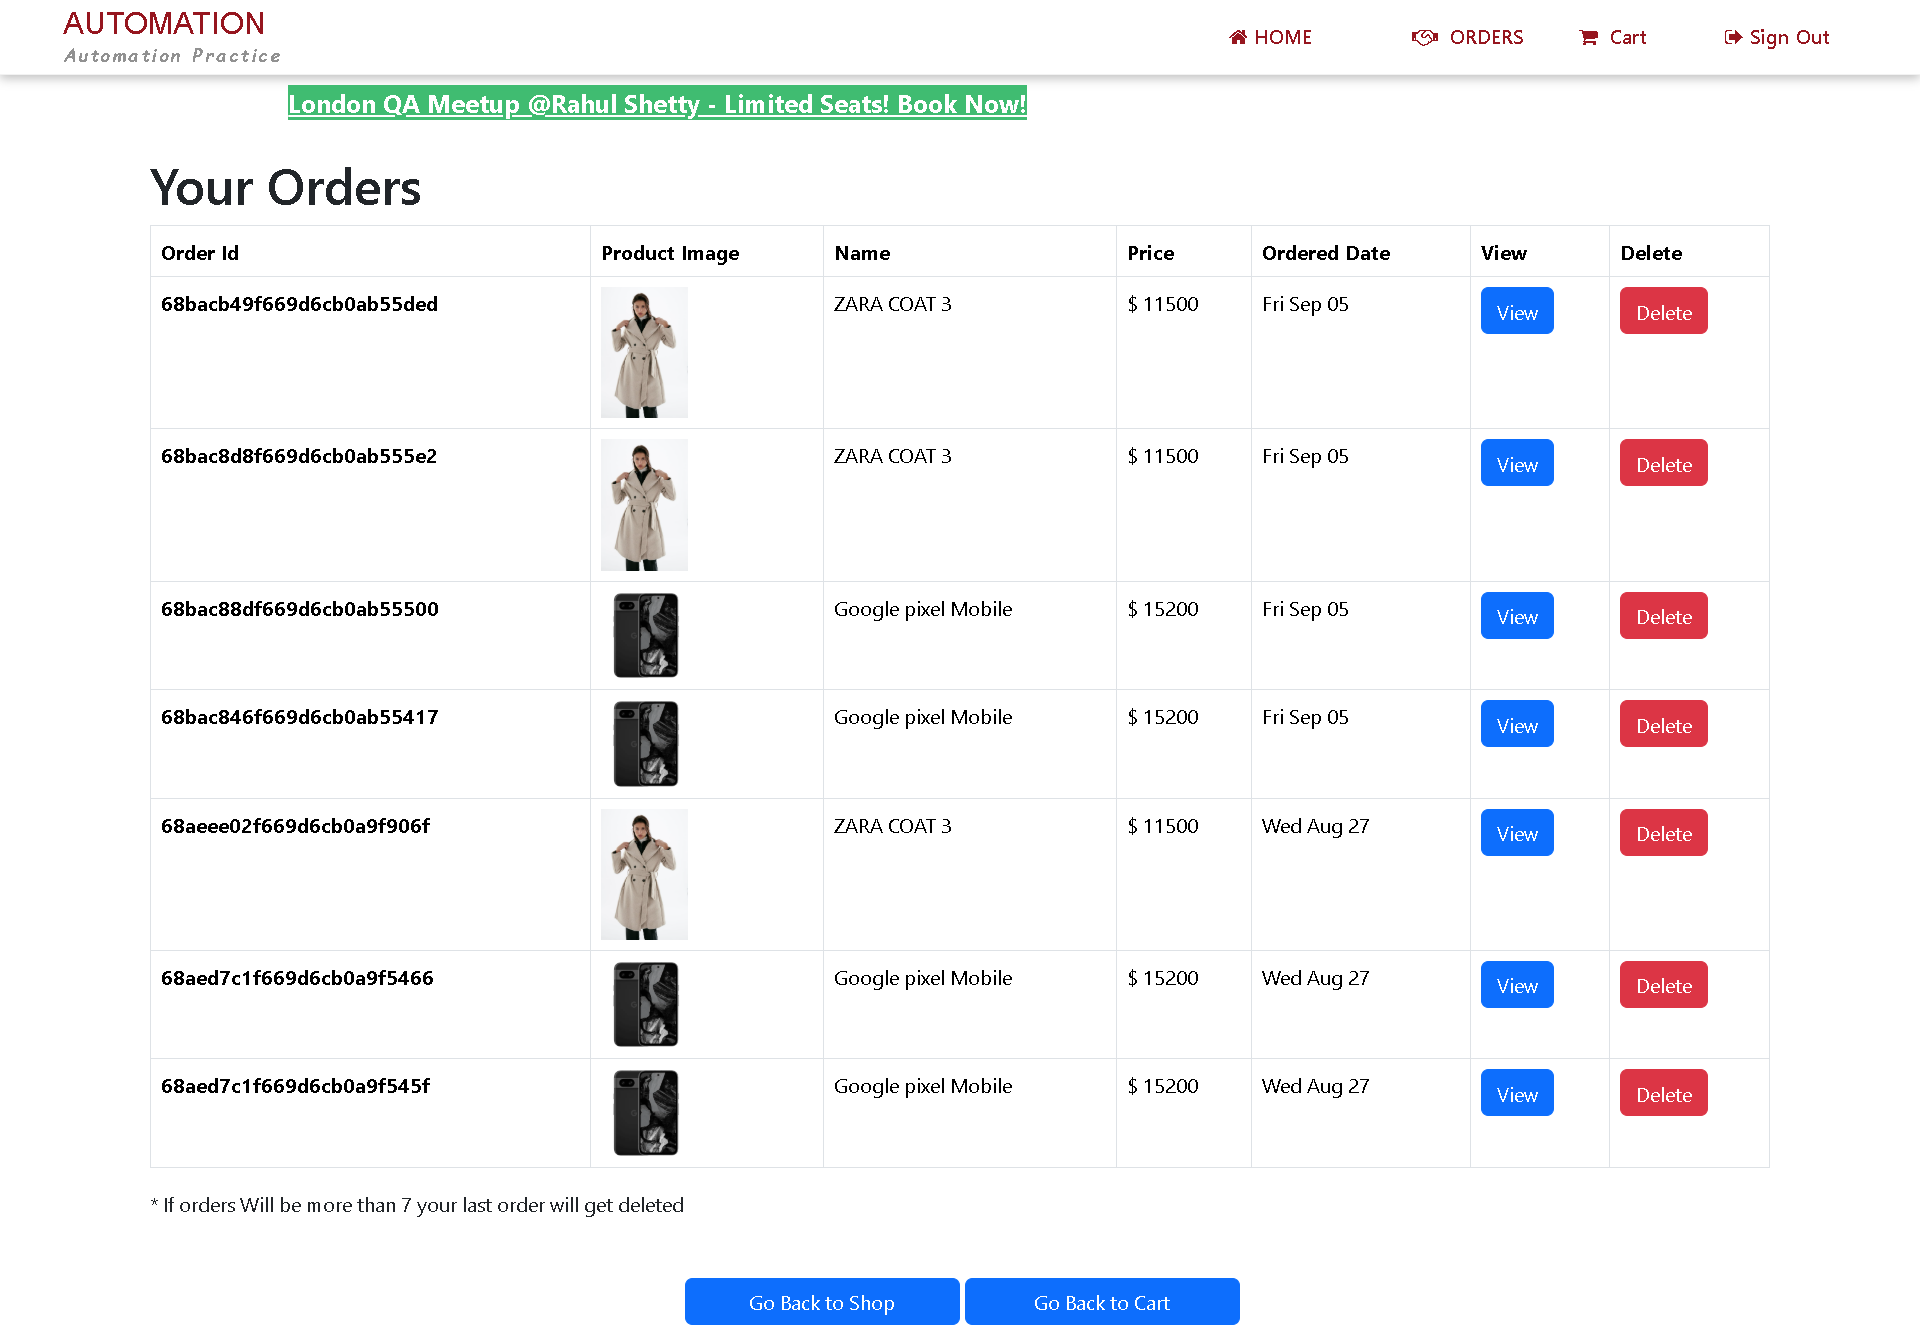 AUTOMATION
Automation Practice
HOME ORDERS Cart Sign Out
London QA Meetup @Rahul Shetty - Limited Seats! Book Now!
Your Orders
Order Id Product Image Name Price Ordered Date View Delete
68bacb49f669d6cb0ab55ded ZARA COAT 3 $ 11500 Fri Sep 05 View Delete
68bac8d8f669d6cb0ab555e2 ZARA COAT 3 $ 11500 Fri Sep 05 View Delete
68bac88df669d6cb0ab55500 Google pixel Mobile $ 15200 Fri Sep 05 View Delete
68bac846f669d6cb0ab55417 Google pixel Mobile $ 15200 Fri Sep 05 View Delete
68aeee02f669d6cb0a9f906f ZARA COAT 3 $ 11500 Wed Aug 27 View Delete
68aed7c1f669d6cb0a9f5466 Google pixel Mobile $ 15200 Wed Aug 27 View Delete
68aed7c1f669d6cb0a9f545f Google pixel Mobile $ 15200 Wed Aug 27 View Delete
* If orders Will be more than 7 your last order will get deleted
Go Back to Shop Go Back to Cart